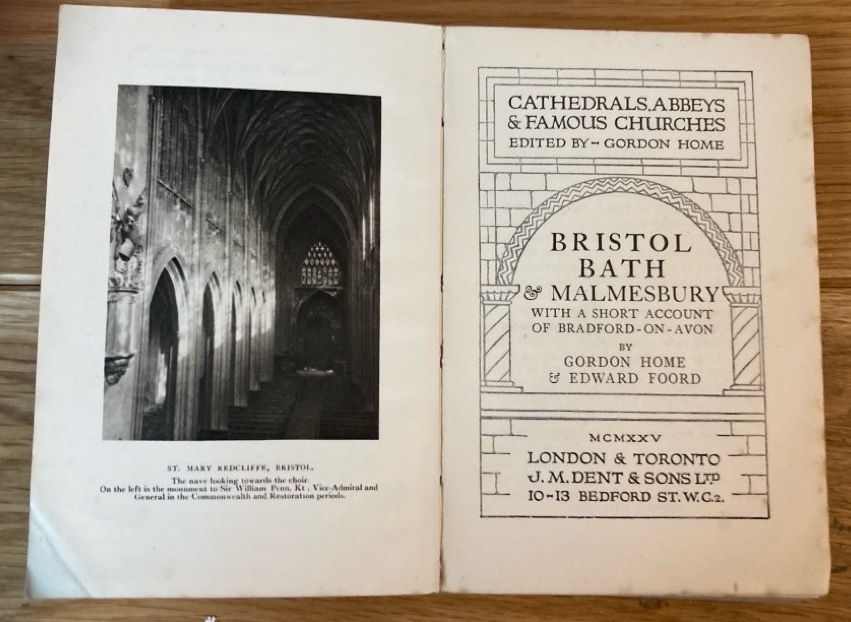 ST. MARY REDCLIFFE, BRISTOL.
The nave looking towards the choir.
On the left is the monument to Sir William Penn, Kt, Vice-Admiral and
General in the Commonwealth and Restoration periods.
CATHEDRALS, ABBEYS
& FAMOUS CHURCHES
EDITED BY - GORDON HOME
BRISTOL
BATH
& MALMESBURY
WITH A SHORT ACCOUNT
OF BRADFORD-ON-AVON
BY
GORDON HOME
& EDWARD FOORD
MCMXXV
LONDON & TORONTO
J. M. DENT & SONS LTD
10-13 BEDFORD ST. W.C.2.